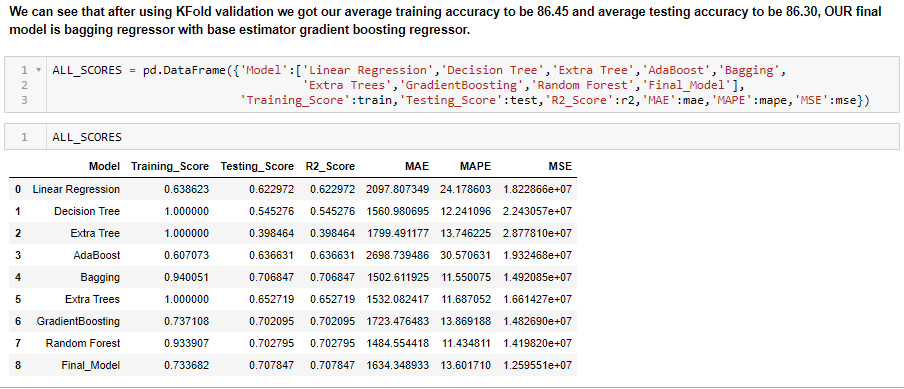 We can see that after using KFold validation we got our average training accuracy to be 86.45 and average testing accuracy to be 86.30, OUR final
model is bagging regressor with base estimator gradient boosting regressor.
1 ALL_SCORES = pd.DataFrame({'Model':['Linear Regression','Decision Tree','Extra Tree','AdaBoost','Bagging',
2 'Extra Trees','GradientBoosting','Random Forest','Final_Model'],
3 'Training_Score':train,'Testing_Score':test,'R2_Score':r2,'MAE':mae,'MAPE':mape,'MSE':mse})
1 ALL_SCORES
Model Training_Score Testing_Score R2_Score MAE MAPE MSE
0 Linear Regression 0.638623 0.622972 0.622972 2097.807349 24.178603 1.822866e+07
1 Decision Tree 1.000000 0.545276 0.545276 1560.980695 12.241096 2.243057e+07
2 Extra Tree 1.000000 0.398464 0.398464 1799.491177 13.746225 2.877810e+07
3 AdaBoost 0.607073 0.636631 0.636631 2698.739486 30.570631 1.932468e+07
4 Bagging 0.940051 0.706847 0.706847 1502.611925 11.550075 1.492085e+07
5 Extra Trees 1.000000 0.652719 0.652719 1532.082417 11.687052 1.661427e+07
6 GradientBoosting 0.737108 0.702095 0.702095 1723.476483 13.869188 1.482690e+07
7 Random Forest 0.933907 0.702795 0.702795 1484.554418 11.434811 1.419820e+07
8 Final_Model 0.733682 0.707847 0.707847 1634.348933 13.601710 1.259551e+07